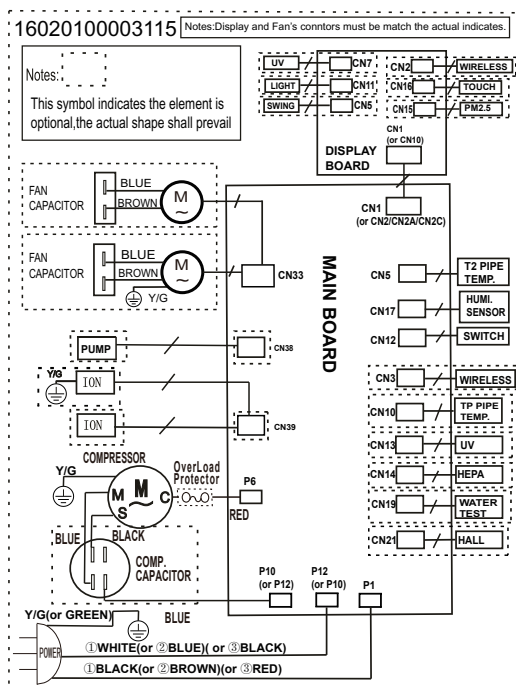 16020100003115
Notes:Display and Fan's conntors must be match the actual indicates.
Notes:
This symbol indicates the element is
optional,the actual shape shall prevail
UV
CN7
LIGHT
CN11
SWING
CN5
CN2
WIRELESS
CN16
TOUCH
CN15
PM2.5
CN1
(or CN10)
DISPLAY
BOARD
CN1
(or CN2/CN2A/CN2C)
FAN
CAPACITOR
BLUE
BROWN
M
~
FAN
CAPACITOR
BLUE
BROWN
Y/G
M
~
CN33
MAIN BOARD
CN5
T2 PIPE
TEMP.
CN17
HUMI.
SENSOR
CN12
SWITCH
PUMP
CN38
Y/G
ION
ION
CN39
CN3
WIRELESS
CN10
TP PIPE
TEMP.
CN13
UV
CN14
HEPA
CN19
WATER
TEST
CN21
HALL
COMPRESSOR
Y/G
M
M
~
C
S
OverLoad
Protector
P6
RED
BLUE
BLACK
COMP.
CAPACITOR
BLUE
P10
(or P12)
P12
(or P10)
P1
Y/G(or GREEN)
POWER
①WHITE(or ②BLUE)( or ③BLACK)
①BLACK(or ②BROWN)(or ③RED)